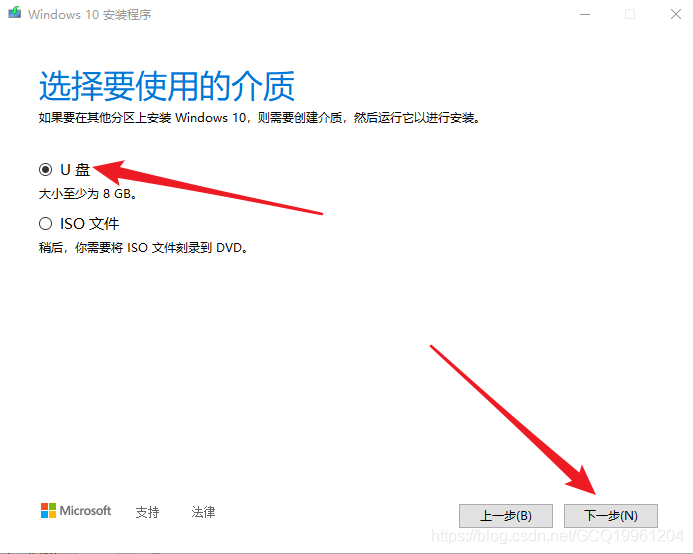 Windows 10 安装程序
选择要使用的介质
如果要在其他分区上安装 Windows 10，则需要创建介质，然后运行它以进行安装。
U 盘
大小至少为 8 GB。
ISO 文件
稍后，你需要将 ISO 文件刻录到 DVD。
Microsoft 支持 法律 上一步(B) 下一步(N)
https://blog.csdn.net/GCQ19961204